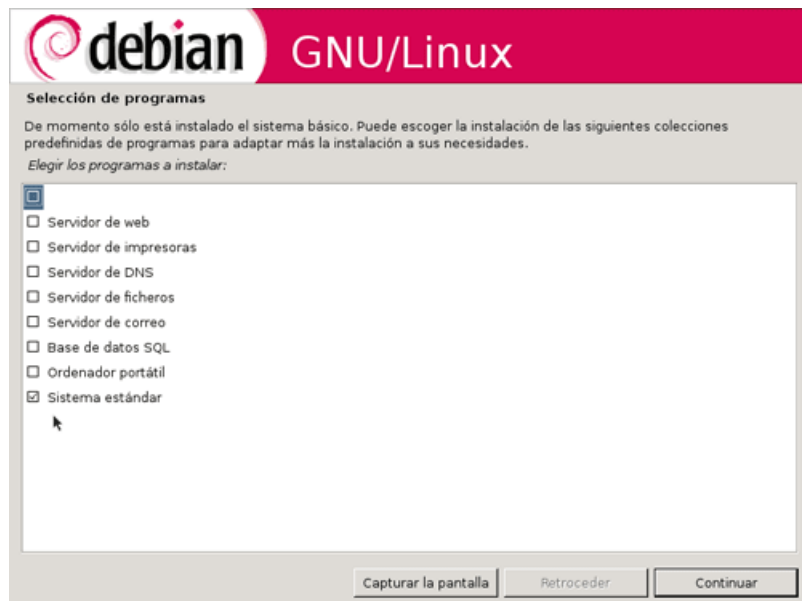 debian GNU/Linux
Selección de programas
De momento sólo está instalado el sistema básico. Puede escoger la instalación de las siguientes colecciones
predefinidas de programas para adaptar más la instalación a sus necesidades.
Elegir los programas a instalar:
Servidor de web
Servidor de impresoras
Servidor de DNS
Servidor de ficheros
Servidor de correo
Base de datos SQL
Ordenador portátil
Sistema estándar
Capturar la pantalla Retroceder Continuar